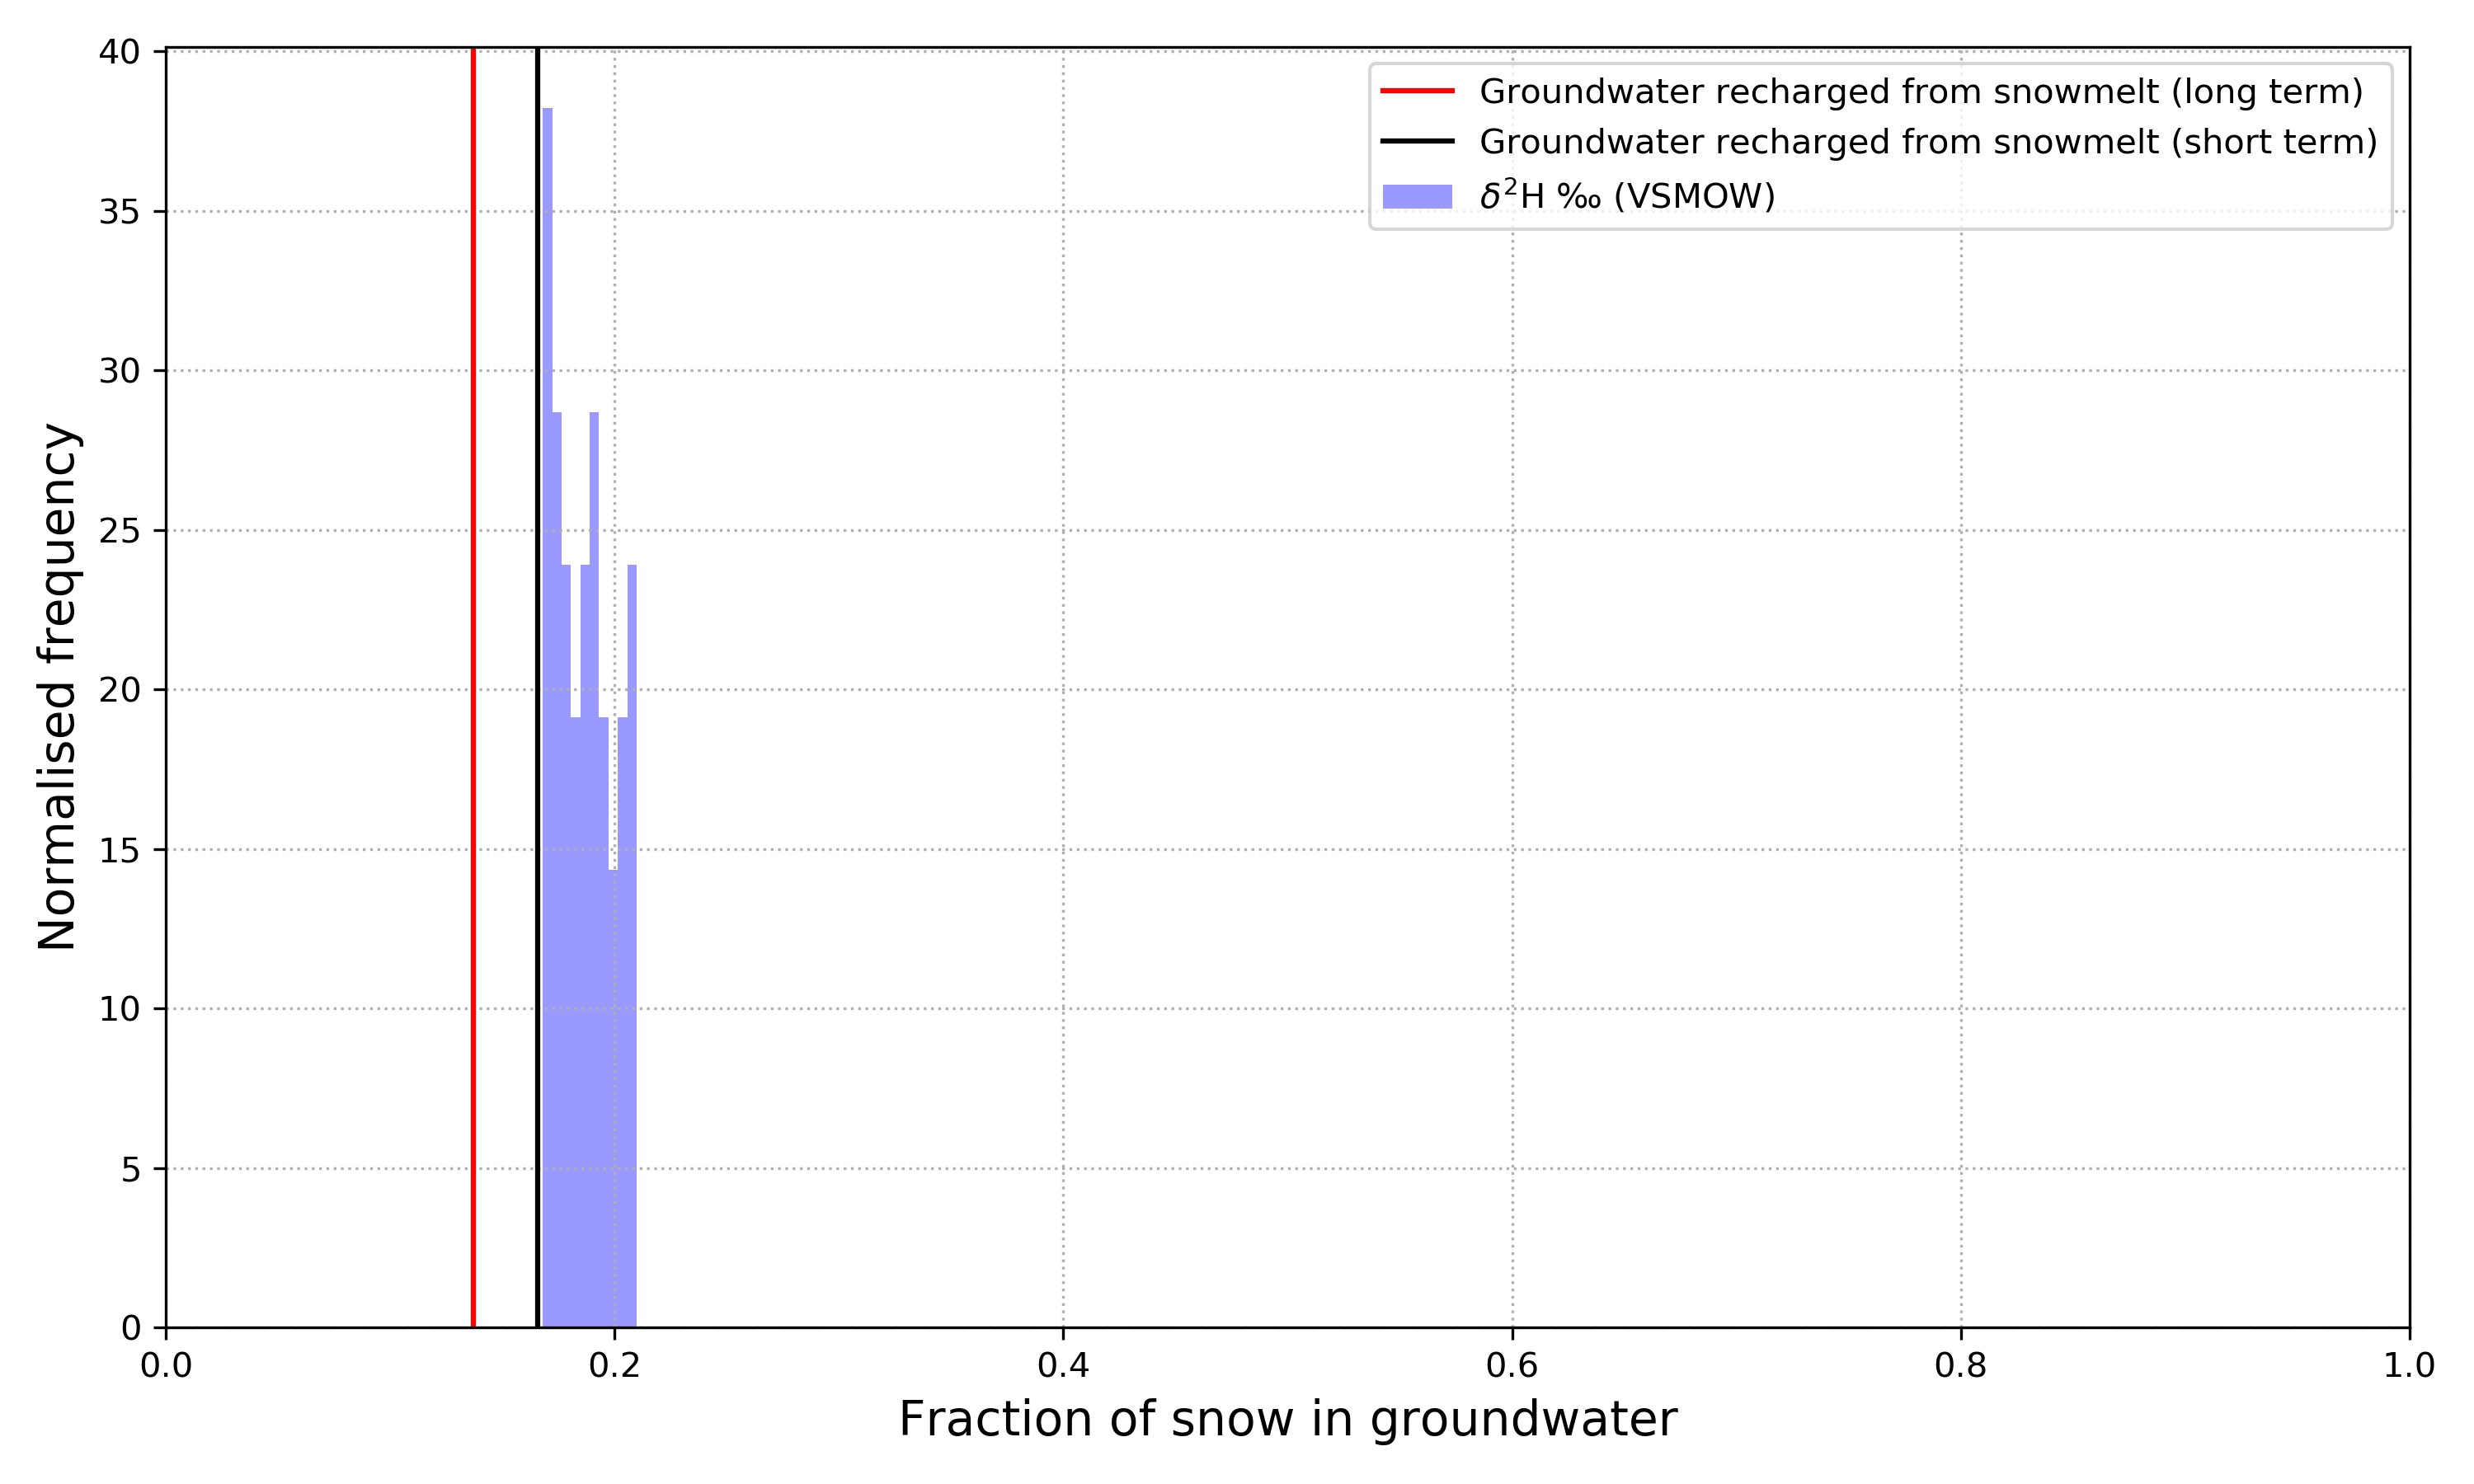 40
35
30
25
20
15
10
5
0
Normalised frequency
Groundwater recharged from snowmelt (long term)
Groundwater recharged from snowmelt (short term)
δ²H ‰ (VSMOW)
0.0 0.2 0.4 0.6 0.8 1.0
Fraction of snow in groundwater